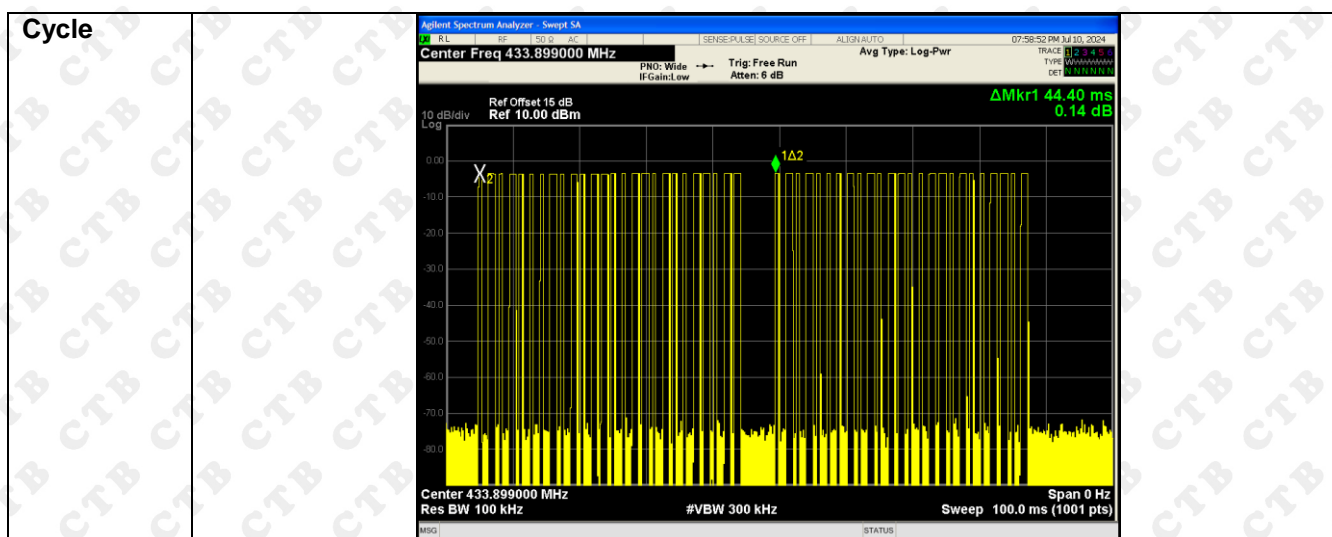 Cycle
Agilent Spectrum Analyzer - Swept SA
LXI RL RF 50 Ω AC SENSE:PULSE SOURCE OFF ALIGN AUTO 07:58:52 PM Jul 10, 2024
Center Freq 433.899000 MHz Avg Type: Log-Pwr TRACE 1 2 3 4 5 6
PNO: Wide Trig: Free Run TYPE W
IFGain:Low Atten: 6 dB DET N N N N N N
ΔMkr1 44.40 ms
Ref Offset 15 dB
10 dB/div Ref 10.00 dBm 0.14 dB
Log
1Δ2
0.00
X2
-10.0
-20.0
-30.0
-40.0
-50.0
-60.0
-70.0
-80.0
Center 433.899000 MHz Span 0 Hz
Res BW 100 kHz #VBW 300 kHz Sweep 100.0 ms (1001 pts)
MSG STATUS
CTB